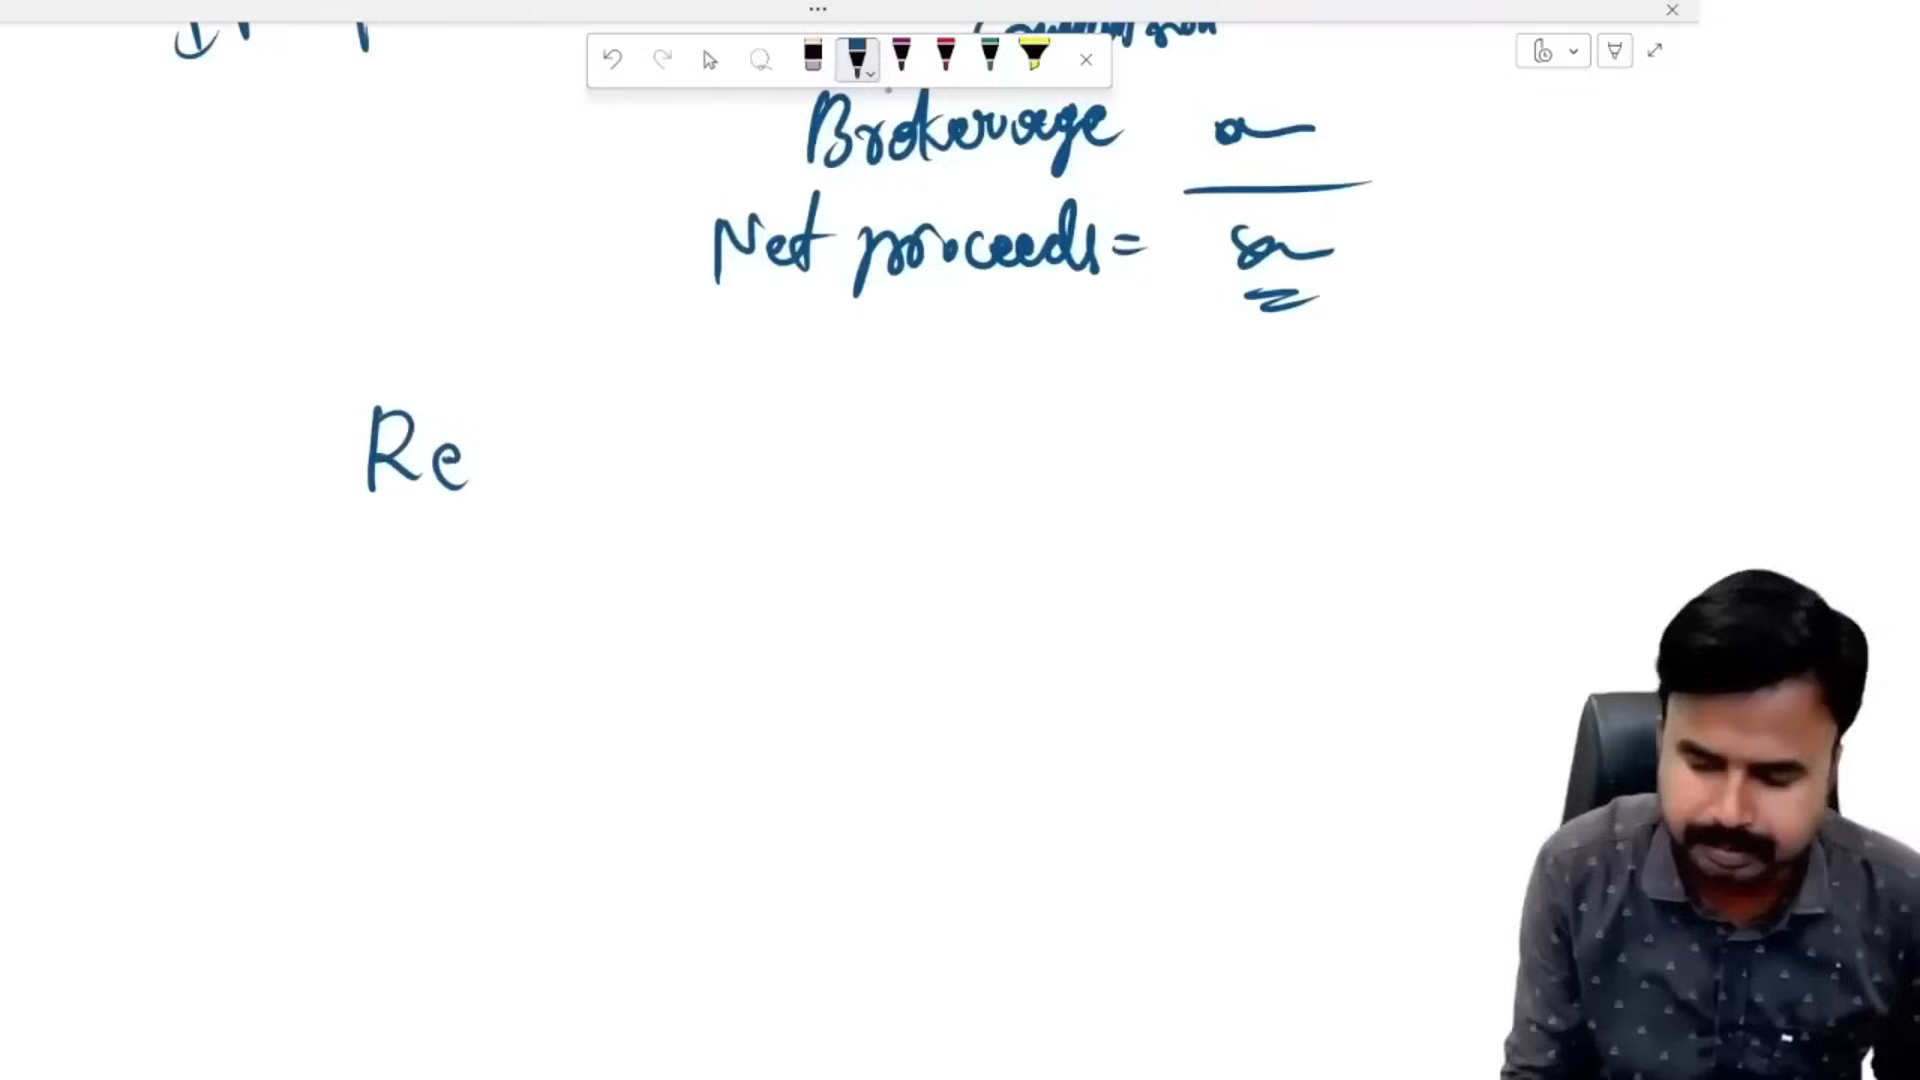 Brokerage
Net proceeds =
Re